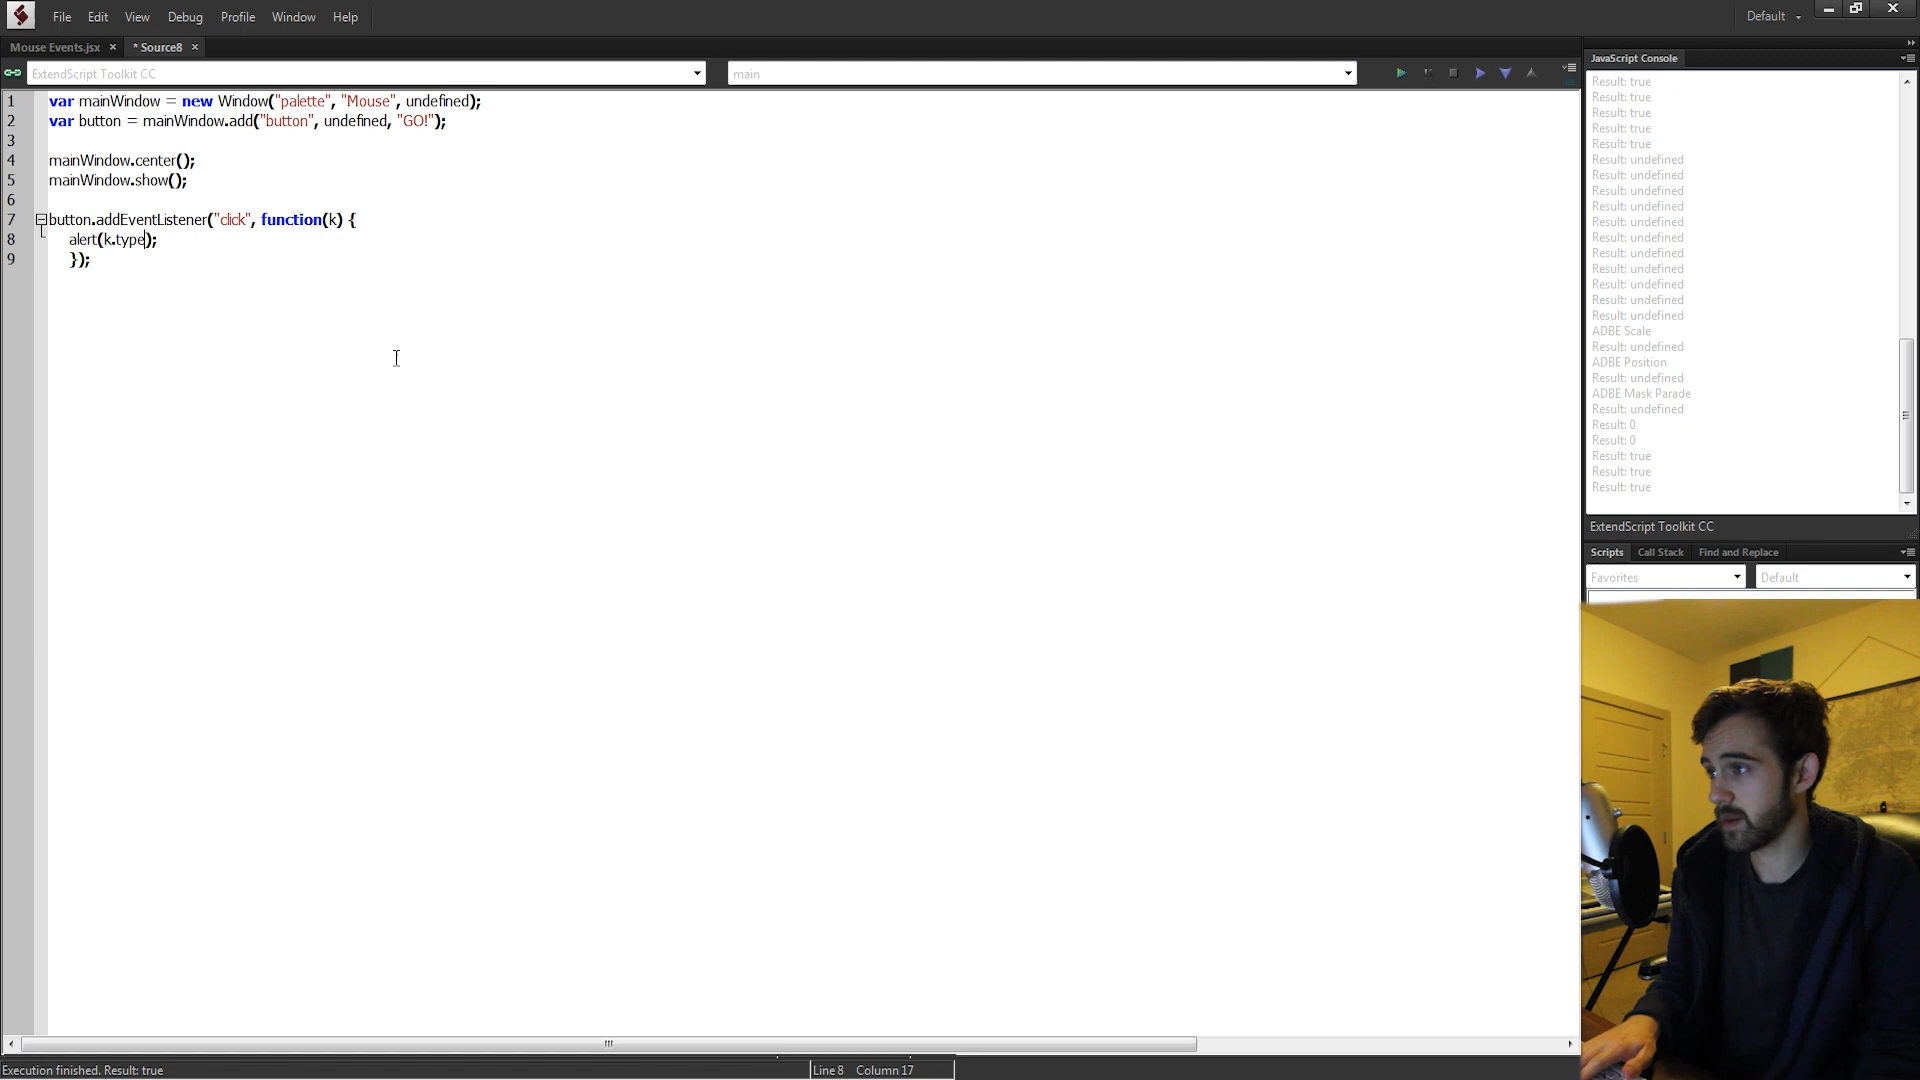 File Edit View Debug Profile Window Help
Default
Mouse Events.jsx × * Source8 ×
ExtendScript Toolkit CC
main
1 var mainWindow = new Window("palette", "Mouse", undefined);
2 var button = mainWindow.add("button", undefined, "GO!");
3
4 mainWindow.center();
5 mainWindow.show();
6
7 button.addEventListener("click", function(k) {
8 alert(k.type);
9 });
JavaScript Console
Result: true
Result: true
Result: true
Result: true
Result: true
Result: undefined
Result: undefined
Result: undefined
Result: undefined
Result: undefined
Result: undefined
Result: undefined
Result: undefined
Result: undefined
Result: undefined
Result: undefined
ADBE Scale
Result: undefined
ADBE Position
Result: undefined
ADBE Mask Parade
Result: undefined
Result: 0
Result: 0
Result: true
Result: true
Result: true
ExtendScript Toolkit CC
Scripts Call Stack Find and Replace
Favorites Default
Execution finished. Result: true
Line 8 Column 17